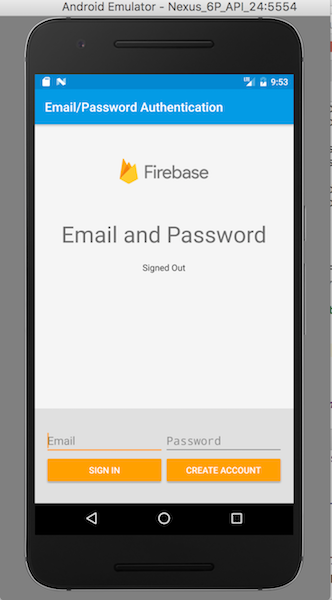 Android Emulator - Nexus_6P_API_24:5554
9:53
Email/Password Authentication
Firebase
Email and Password
Signed Out
Email Password
SIGN IN CREATE ACCOUNT